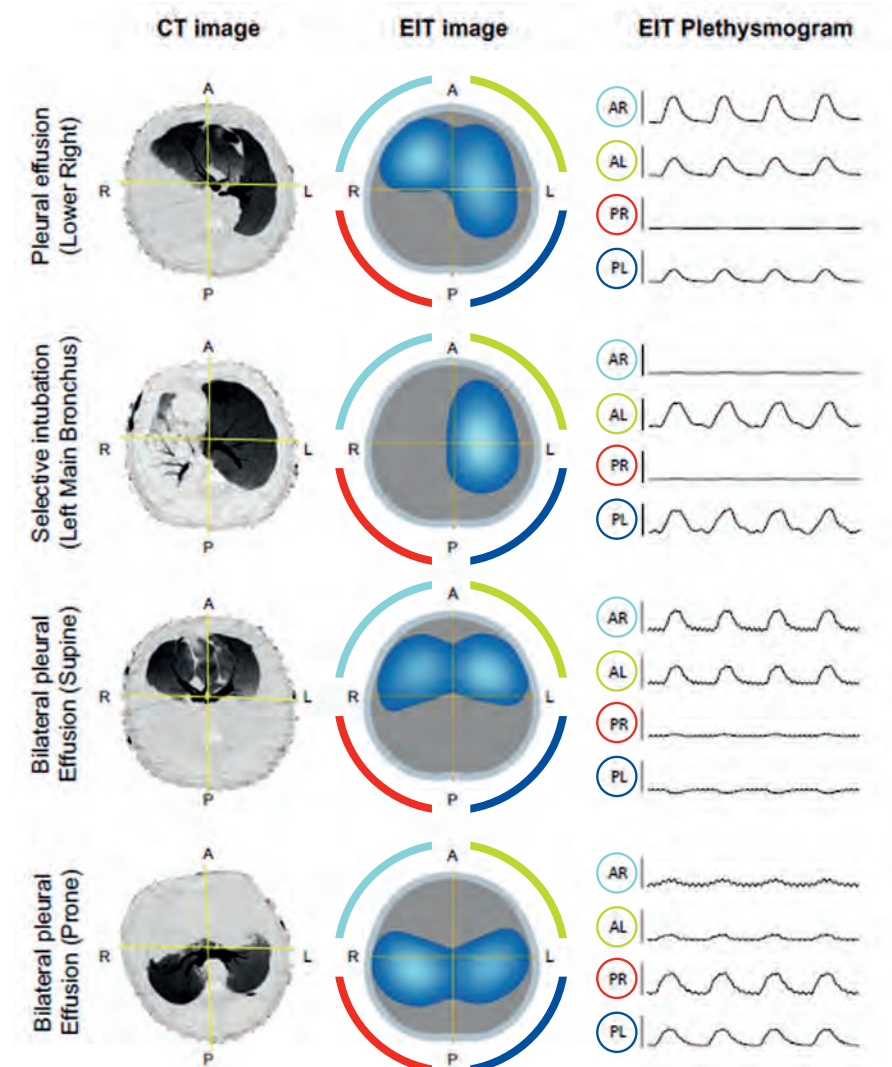 CT image EIT image EIT Plethysmogram
Pleural effusion
(Lower Right)
A
R L
P
A
R L
P
AR
AL
PR
PL
Selective intubation
(Left Main Bronchus)
A
R L
P
A
R L
P
AR
AL
PR
PL
Bilateral pleural
Effusion (Supine)
A
R L
P
A
R L
P
AR
AL
PR
PL
Bilateral pleural
Effusion (Prone)
A
R L
P
A
R L
P
AR
AL
PR
PL